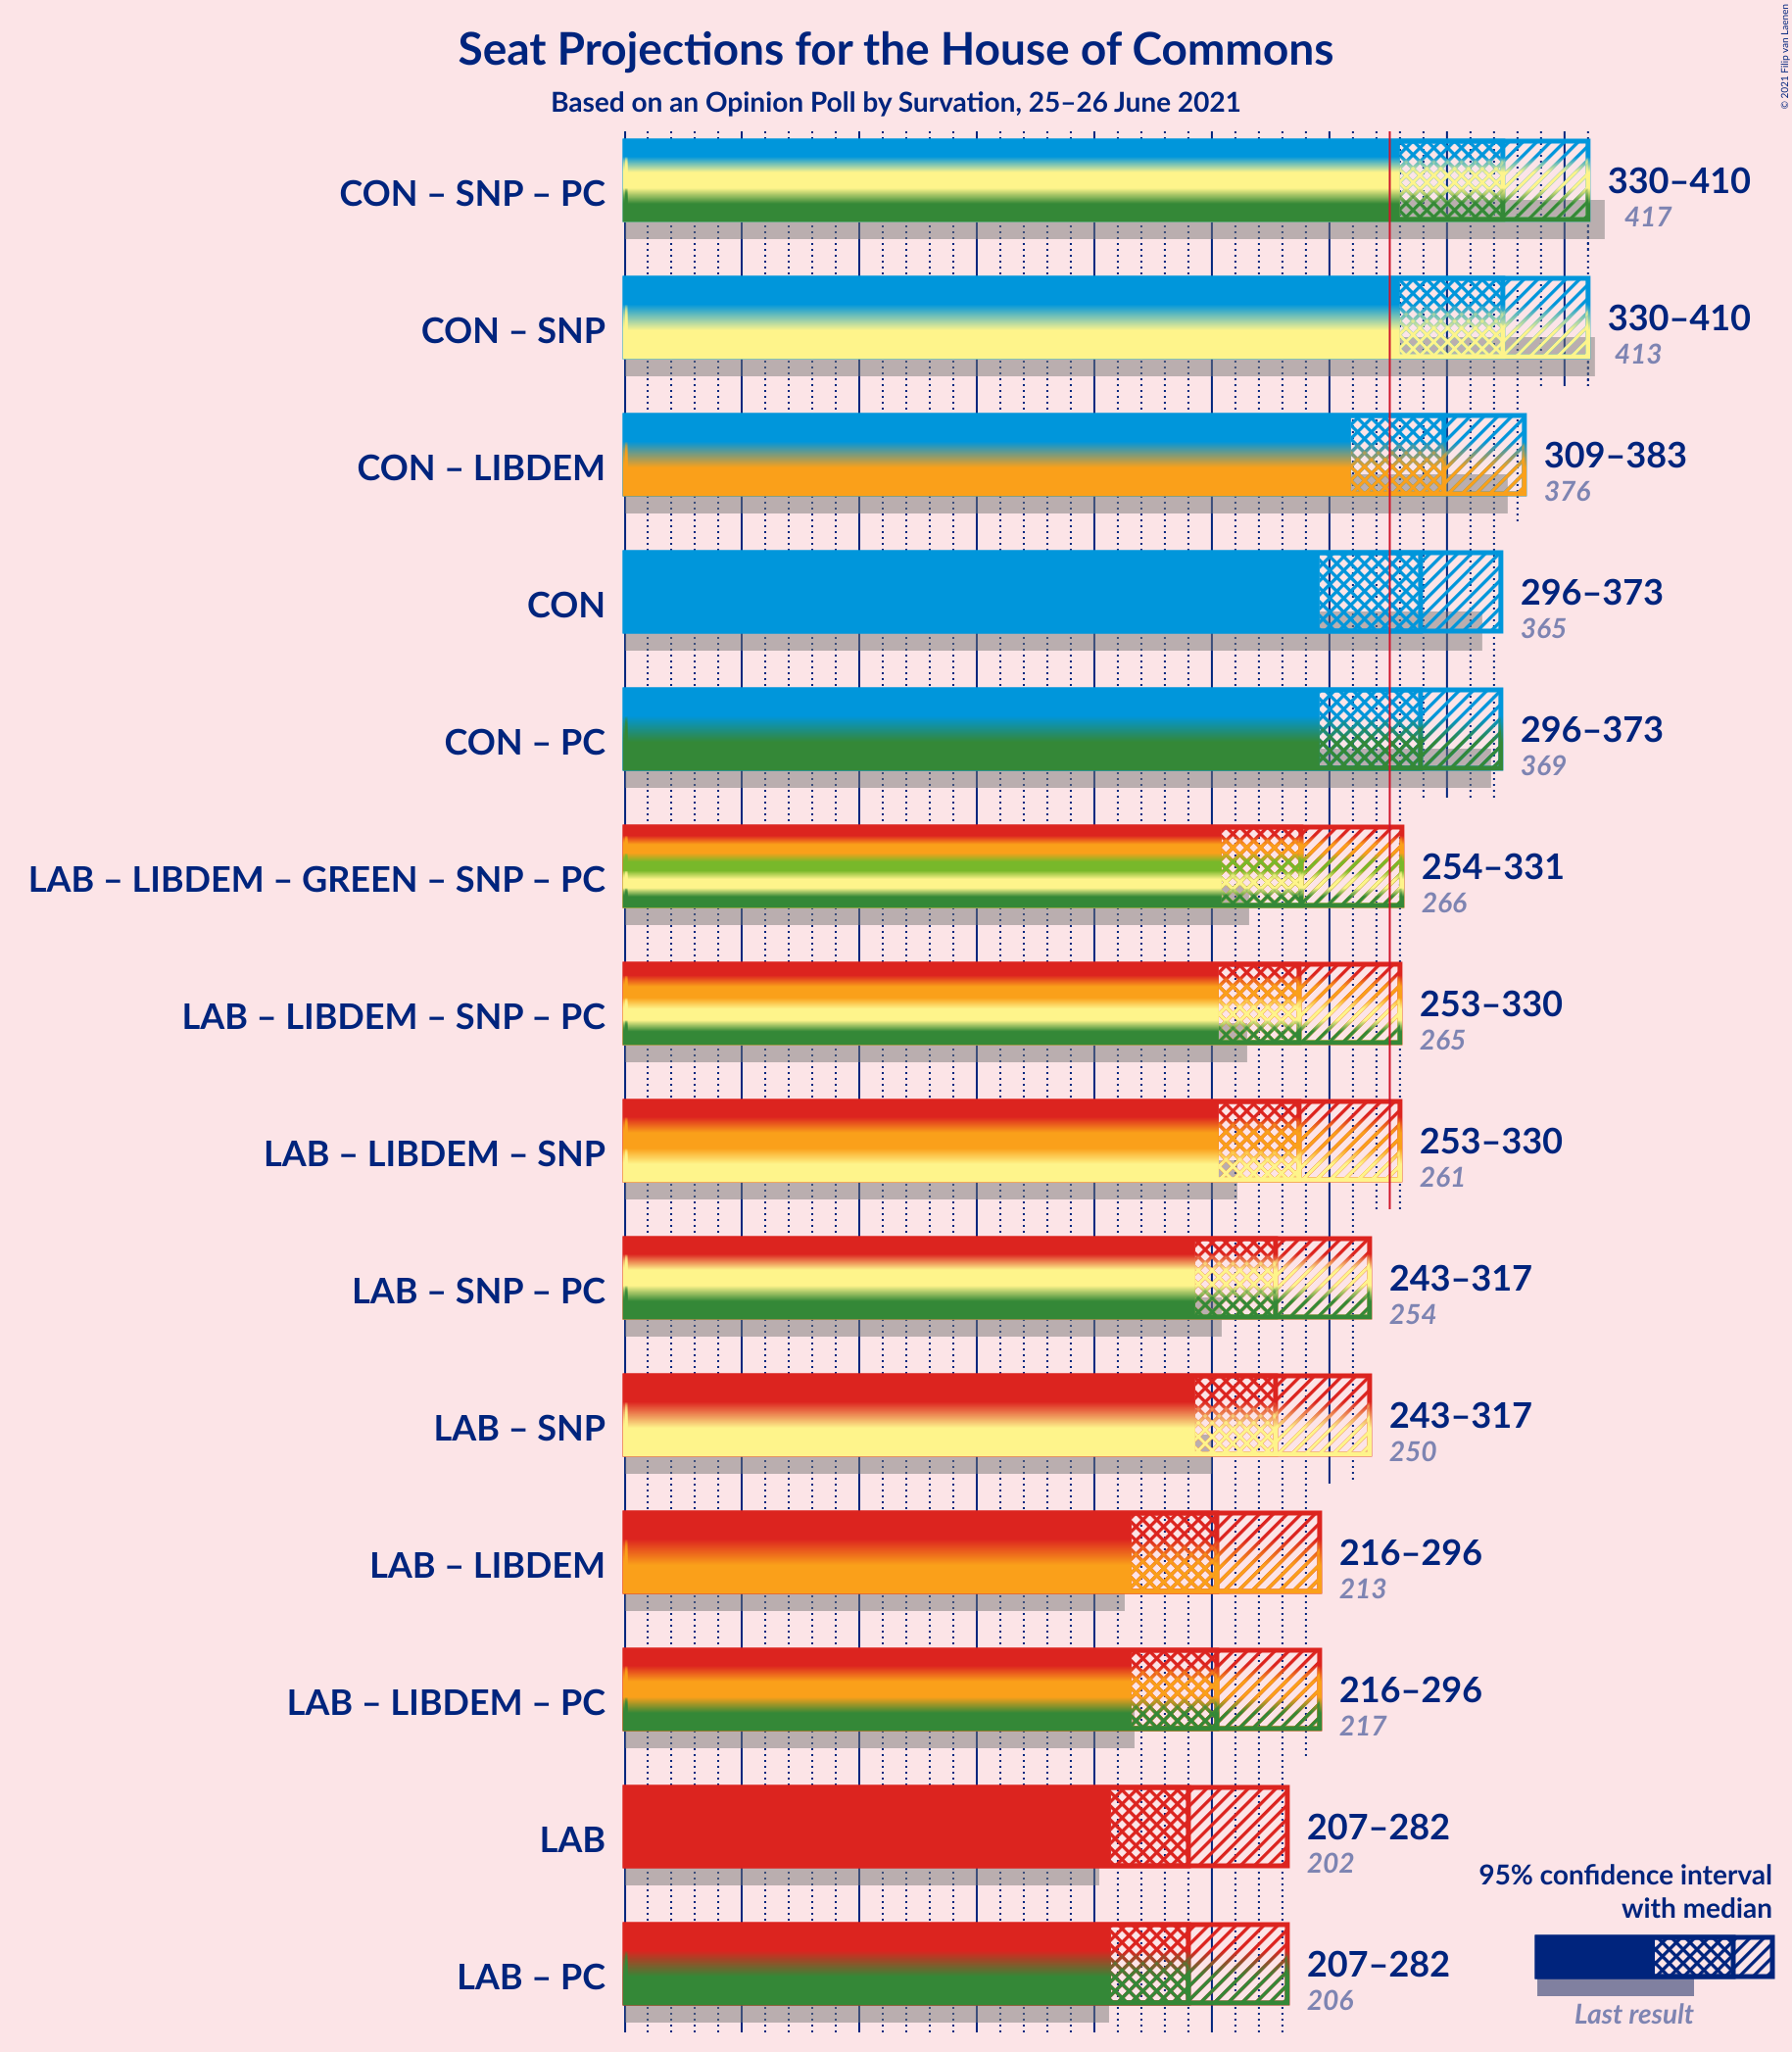 Seat Projections for the House of Commons
Based on an Opinion Poll by Survation, 25–26 June 2021
© 2021 Filip van Laenen
CON – SNP – PC
330–410
417
CON – SNP
330–410
413
CON – LIBDEM
309–383
376
CON
296–373
365
CON – PC
296–373
369
LAB – LIBDEM – GREEN – SNP – PC
254–331
266
LAB – LIBDEM – SNP – PC
253–330
265
LAB – LIBDEM – SNP
253–330
261
LAB – SNP – PC
243–317
254
LAB – SNP
243–317
250
LAB – LIBDEM
216–296
213
LAB – LIBDEM – PC
216–296
217
LAB
207–282
202
LAB – PC
207–282
206
95% confidence interval
with median
Last result